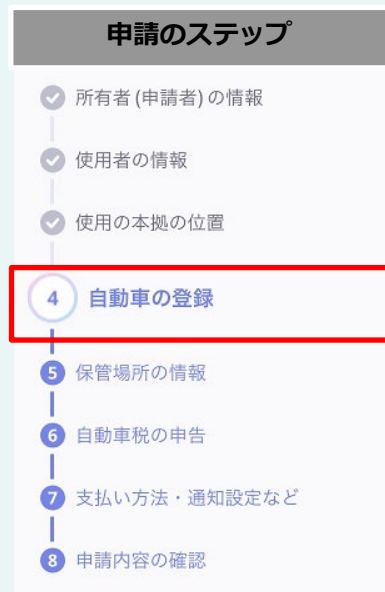 申請のステップ
所有者(申請者)の情報
使用者の情報
使用の本拠の位置
4 自動車の登録
5 保管場所の情報
6 自動車税の申告
7 支払い方法・通知設定など
8 申請内容の確認